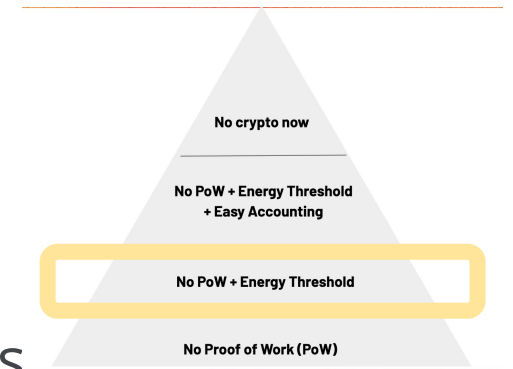 No crypto now
No PoW + Energy Threshold
+ Easy Accounting
No PoW + Energy Threshold
No Proof of Work (PoW)
s